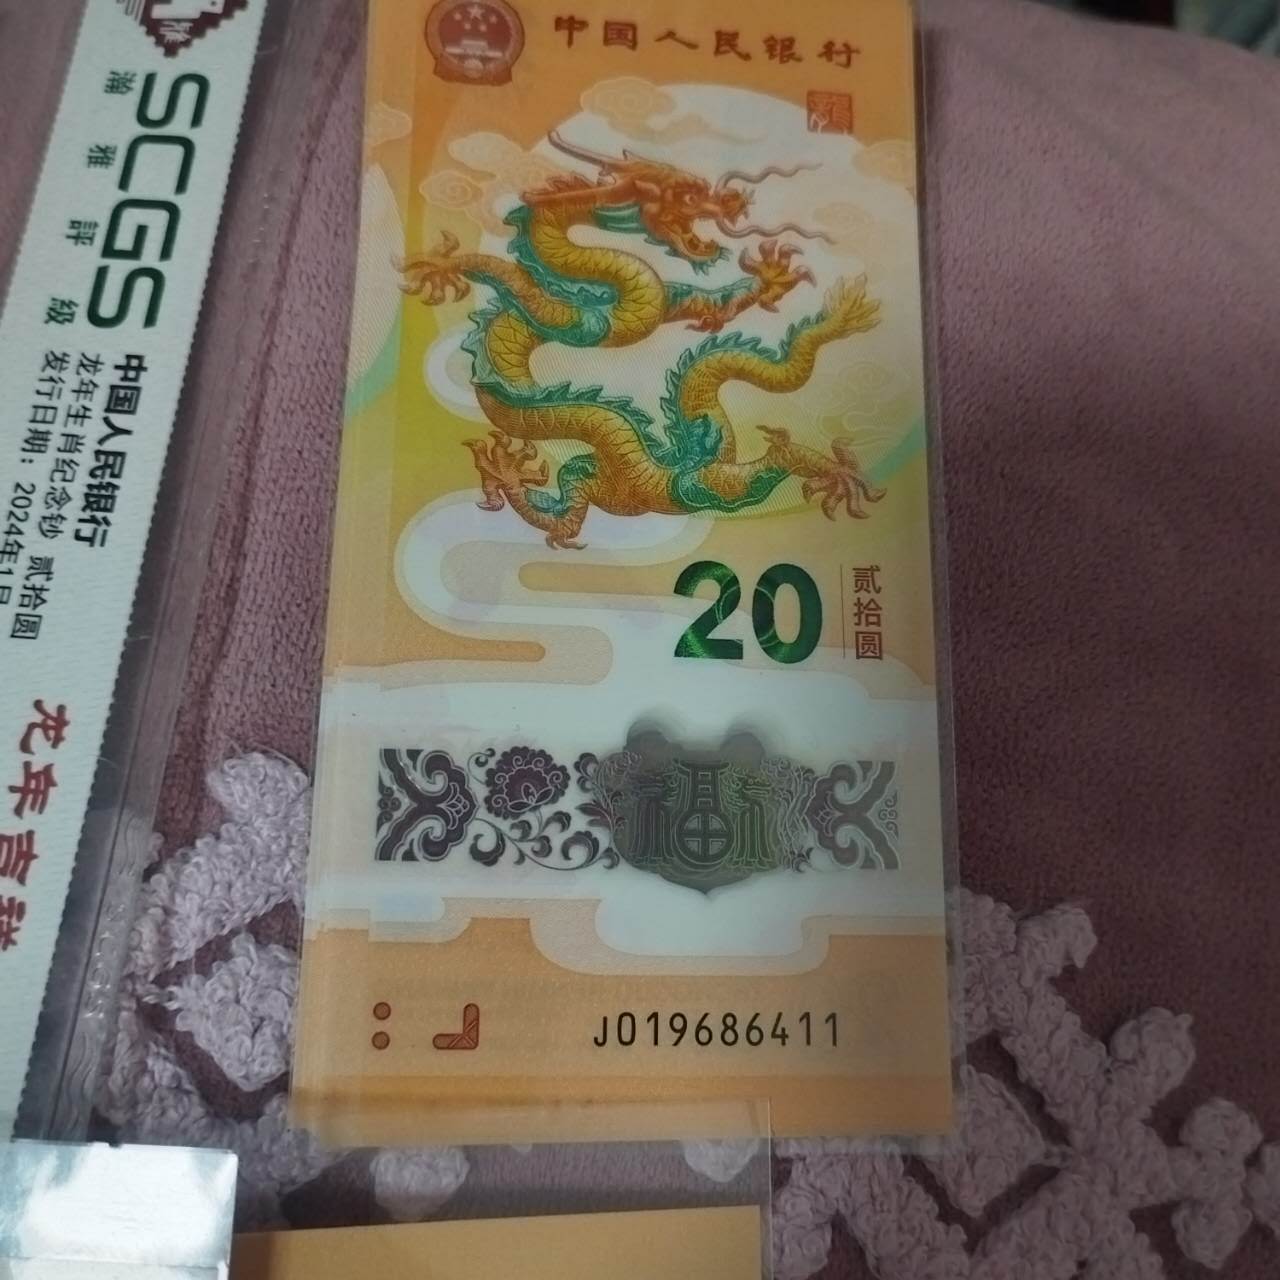 中国人民银行
龍
20
贰拾圆
福
J019686411
雅
SCGS
瀚雅評級
中国人民银行
龙年生肖纪念钞 贰拾圆
发行日期：2024年1月
龙年吉祥